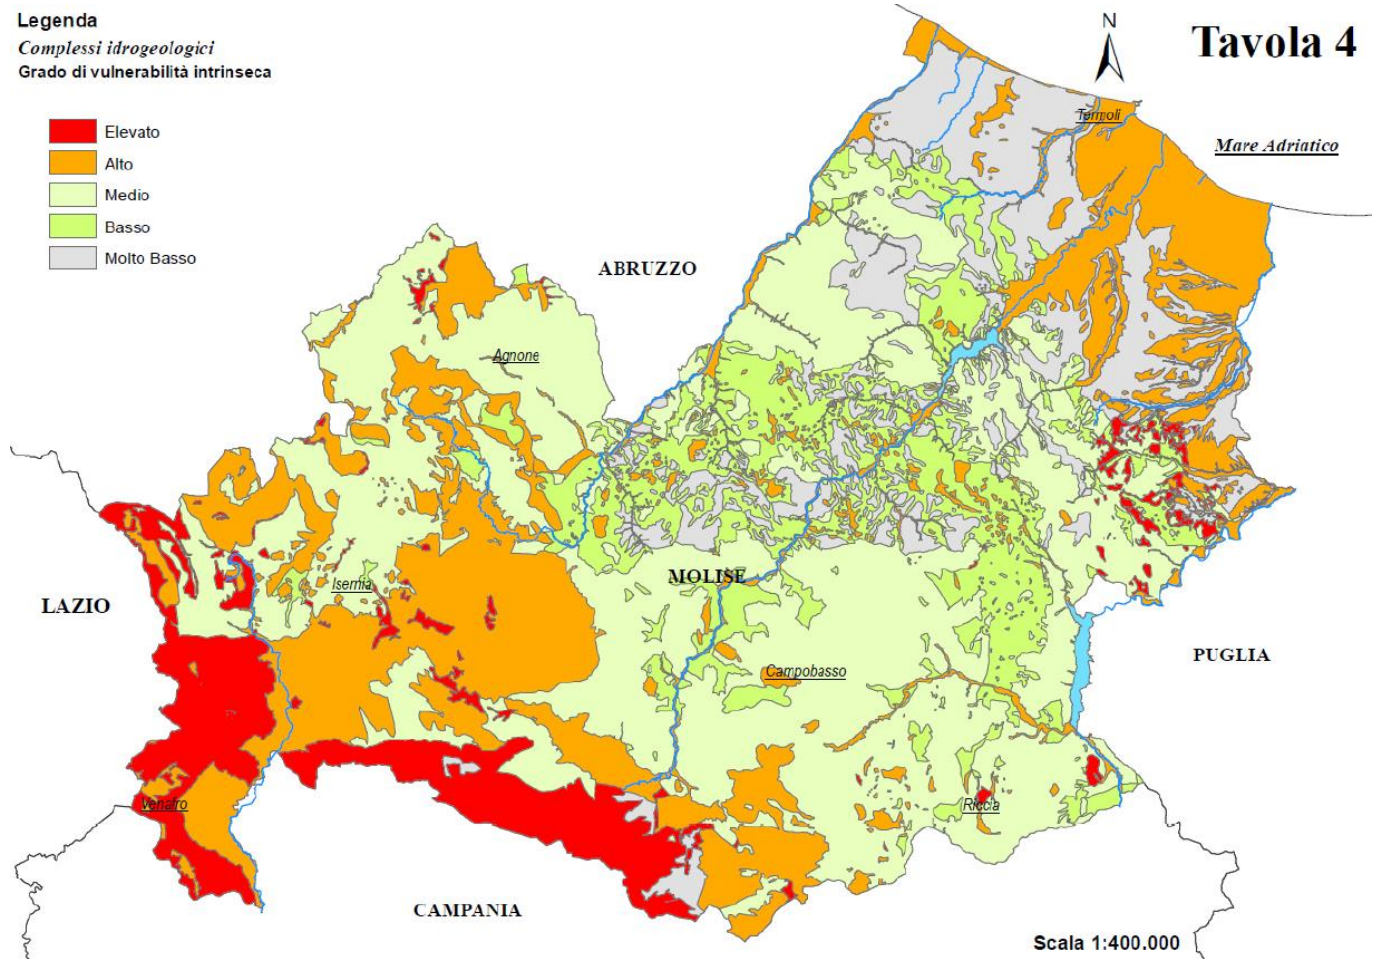 Legenda
Complessi idrogeologici
Grado di vulnerabilità intrinseca
Elevato
Alto
Medio
Basso
Molto Basso
N
Tavola 4
Termoli
Mare Adriatico
ABRUZZO
Agnone
Isernia
MOLISE
LAZIO
PUGLIA
Campobasso
Venafro
Riccia
CAMPANIA
Scala 1:400.000